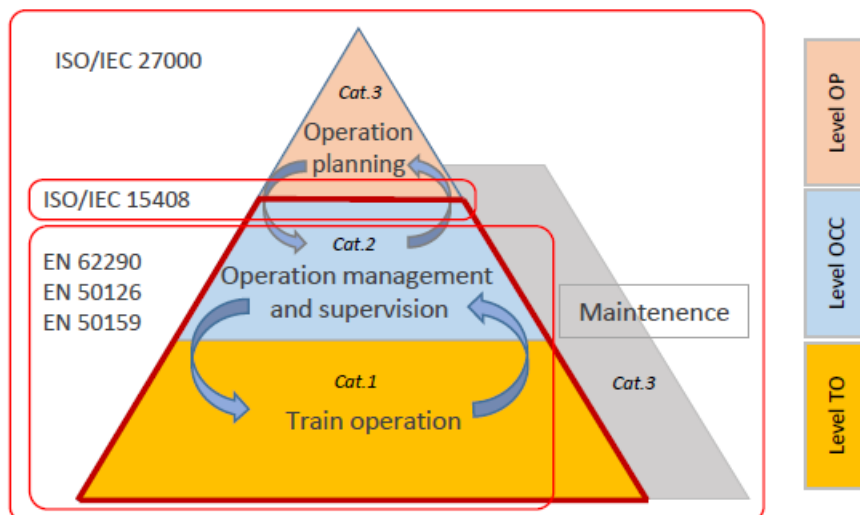 ISO/IEC 27000
Cat.3
Operation
planning
ISO/IEC 15408
Cat.2
EN 62290
EN 50126
EN 50159
Operation management
and supervision
Maintenence
Cat.1
Train operation
Cat.3
Level OP
Level OCC
Level TO